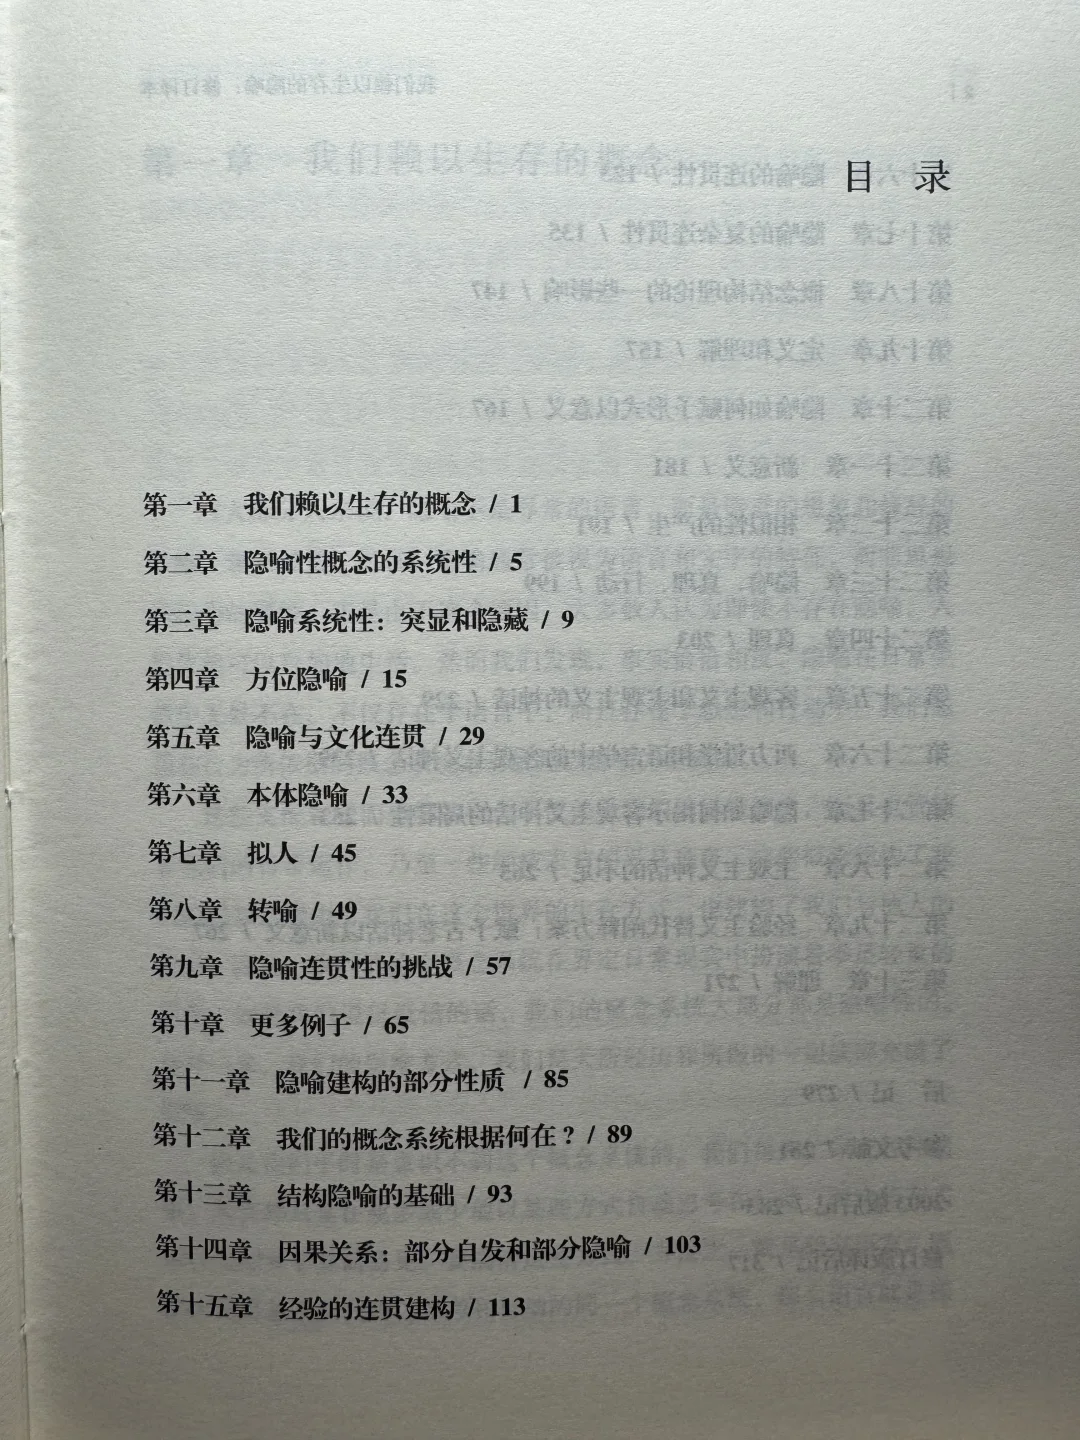 目 录
第一章 我们赖以生存的概念 / 1
第二章 隐喻性概念的系统性 / 5
第三章 隐喻系统性：突显和隐藏 / 9
第四章 方位隐喻 / 15
第五章 隐喻与文化连贯 / 29
第六章 本体隐喻 / 33
第七章 拟人 / 45
第八章 转喻 / 49
第九章 隐喻连贯性的挑战 / 57
第十章 更多例子 / 65
第十一章 隐喻建构的部分性质 / 85
第十二章 我们的概念系统根据何在？ / 89
第十三章 结构隐喻的基础 / 93
第十四章 因果关系：部分自发和部分隐喻 / 103
第十五章 经验的连贯建构 / 113